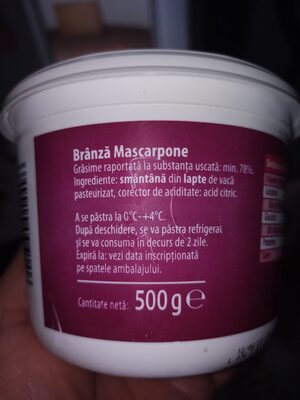 Brânză Mascarpone
Grăsime raportată la substanța uscată: min. 78%.
Ingrediente: smântână din lapte de vacă
pasteurizat, corector de aciditate: acid citric.
A se păstra la 0°C-+4°C.
După deschidere, se va păstra refrigerat
și se va consuma în decurs de 2 zile.
Expiră la: vezi data inscripționată
pe spatele ambalajului.
Cantitate netă: 500 g e